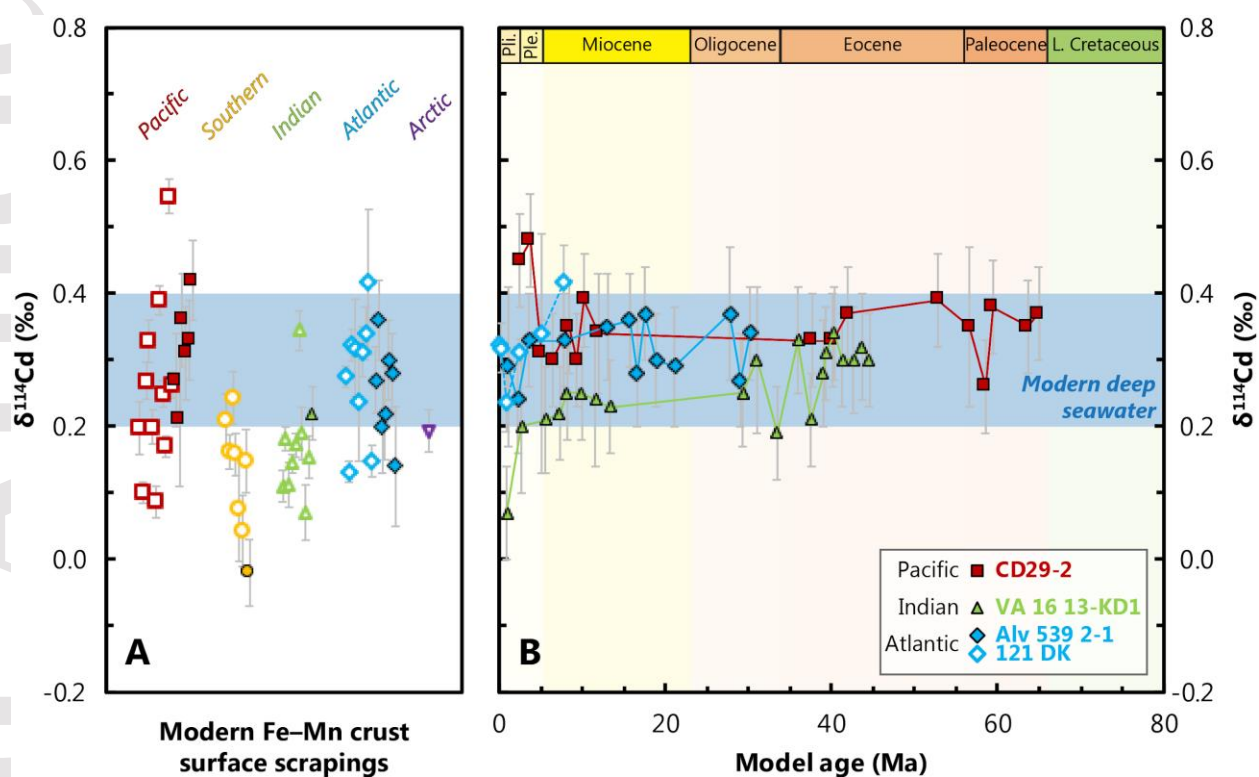 0.8
0.6
0.4
0.2
0.0
-0.2
δ¹¹⁴Cd (‰)
Pacific
Southern
Indian
Atlantic
Arctic
A
Modern Fe–Mn crust
surface scrapings
Pli.
Ple.
Miocene
Oligocene
Eocene
Paleocene
L. Cretaceous
Modern deep
seawater
Pacific CD29-2
Indian VA 16 13-KD1
Atlantic Alv 539 2-1
121 DK
B
0 20 40 60 80
Model age (Ma)
0.8
0.6
0.4
0.2
0.0
-0.2
δ¹¹⁴Cd (‰)